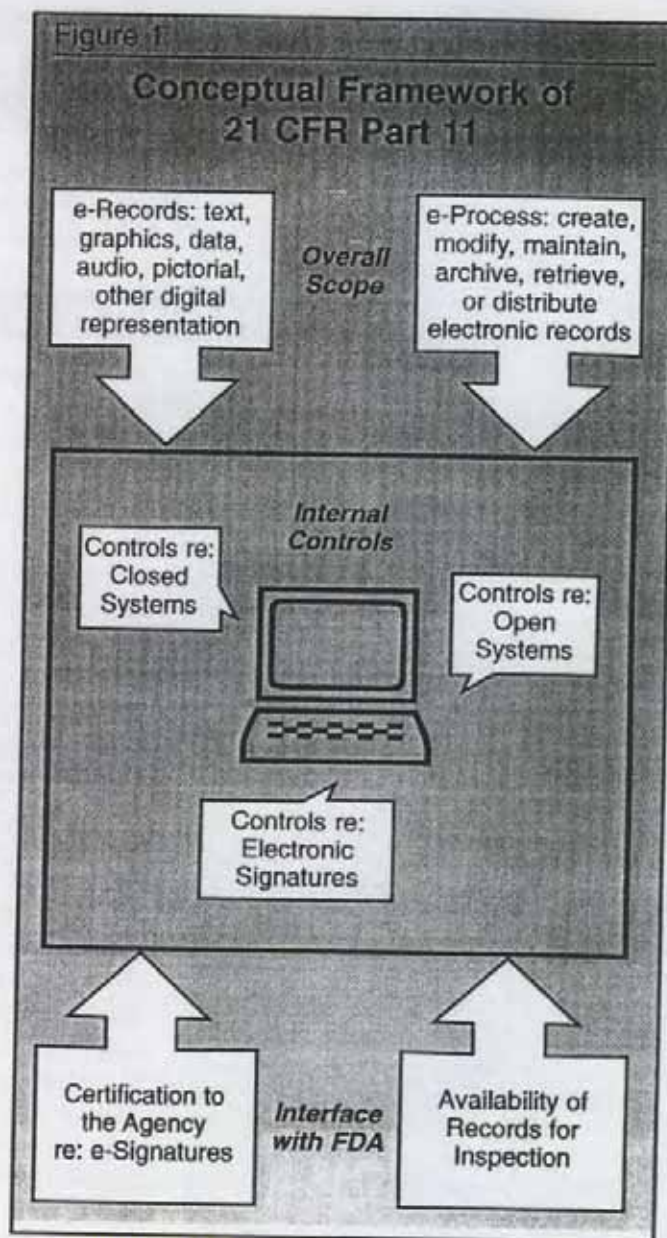 Figure 1
Conceptual Framework of
21 CFR Part 11
e-Records: text,
graphics, data,
audio, pictorial,
other digital
representation
Overall
Scope
e-Process: create,
modify, maintain,
archive, retrieve,
or distribute
electronic records
Internal
Controls
Controls re:
Closed
Systems
Controls re:
Open
Systems
Controls re:
Electronic
Signatures
Certification to
the Agency
re: e-Signatures
Interface
with FDA
Availability of
Records for
Inspection